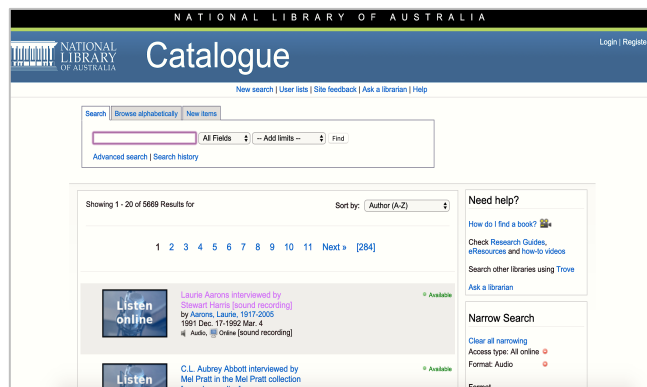 NATIONAL LIBRARY OF AUSTRALIA
Login | Registe
NATIONAL
LIBRARY
OF AUSTRALIA
Catalogue
New search | User lists | Site feedback | Ask a librarian | Help
Search Browse alphabetically New items
All Fields -- Add limits -- Find
Advanced search | Search history
Showing 1 - 20 of 5669 Results for
Sort by: Author (A-Z)
1 2 3 4 5 6 7 8 9 10 11 Next » [284]
Listen
online
Laurie Aarons interviewed by
Stewart Harris [sound recording]
by Aarons, Laurie, 1917-2005
1991 Dec. 17-1992 Mar. 4
Audio, Online [sound recording]
Available
Listen
C.L. Aubrey Abbott interviewed by
Mel Pratt in the Mel Pratt collection
Available
Need help?
How do I find a book?
Check Research Guides,
eResources and how-to videos
Search other libraries using Trove
Ask a librarian
Narrow Search
Clear all narrowing
Access type: All online
Format: Audio
Format